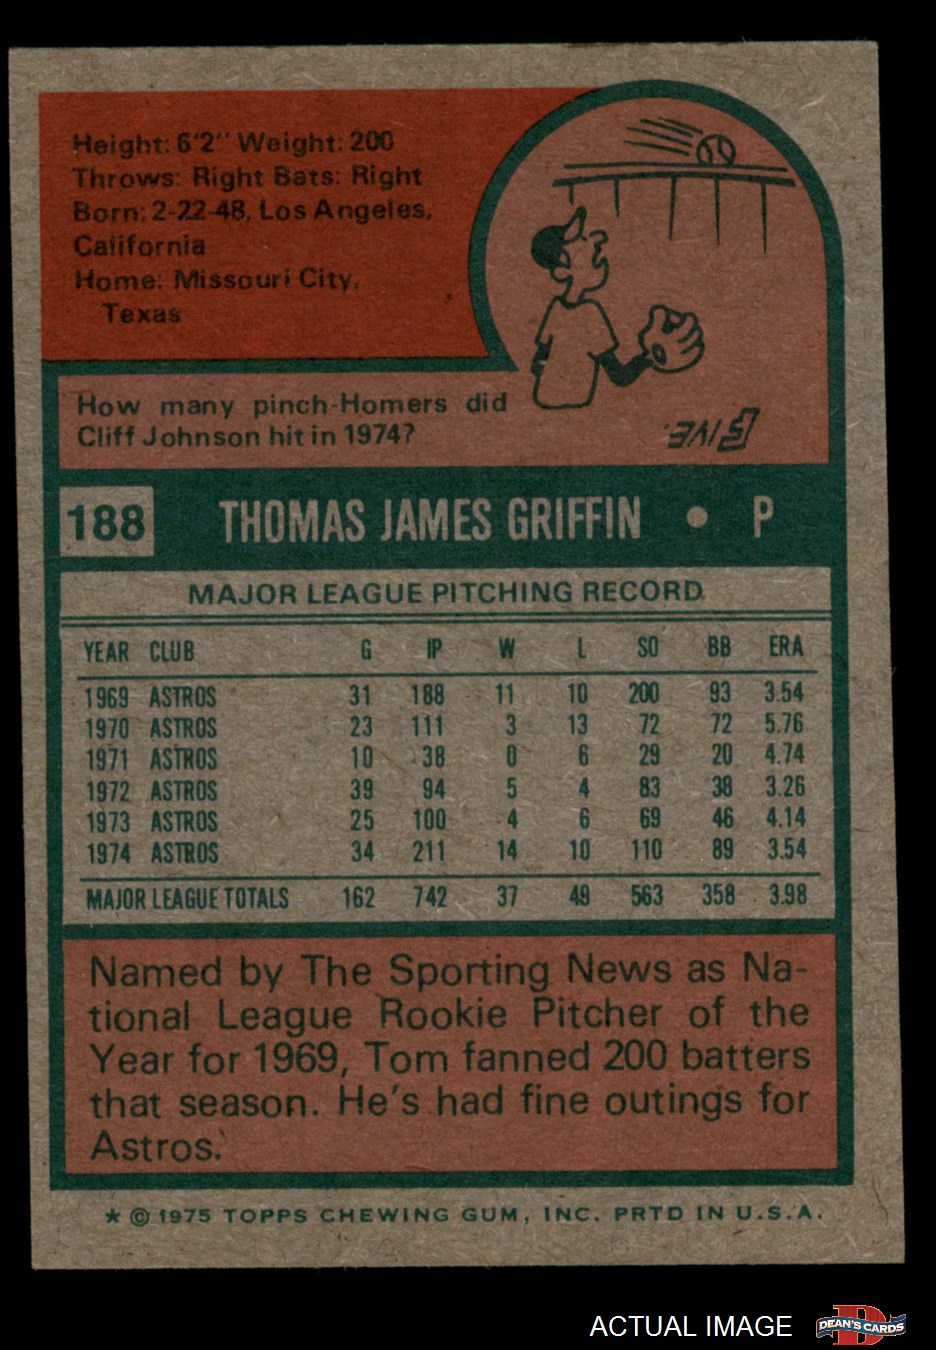 Height: 6'2" Weight: 200
Throws: Right Bats: Right
Born: 2-22-48, Los Angeles,
California
Home: Missouri City,
Texas
How many pinch-Homers did
Cliff Johnson hit in 1974?
FIVE.
188 THOMAS JAMES GRIFFIN • P
MAJOR LEAGUE PITCHING RECORD
YEAR CLUB G IP W L SO BB ERA
1969 ASTROS 31 188 11 10 200 93 3.54
1970 ASTROS 23 111 3 13 72 72 5.76
1971 ASTROS 10 38 0 6 29 20 4.74
1972 ASTROS 39 94 5 4 83 38 3.26
1973 ASTROS 25 100 4 6 69 46 4.14
1974 ASTROS 34 211 14 10 110 89 3.54
MAJOR LEAGUE TOTALS 162 742 37 49 563 358 3.98
Named by The Sporting News as Na-
tional League Rookie Pitcher of the
Year for 1969, Tom fanned 200 batters
that season. He's had fine outings for
Astros.
* © 1975 TOPPS CHEWING GUM, INC. PRTD IN U.S.A.
ACTUAL IMAGE
D
DEAN'S CARDS